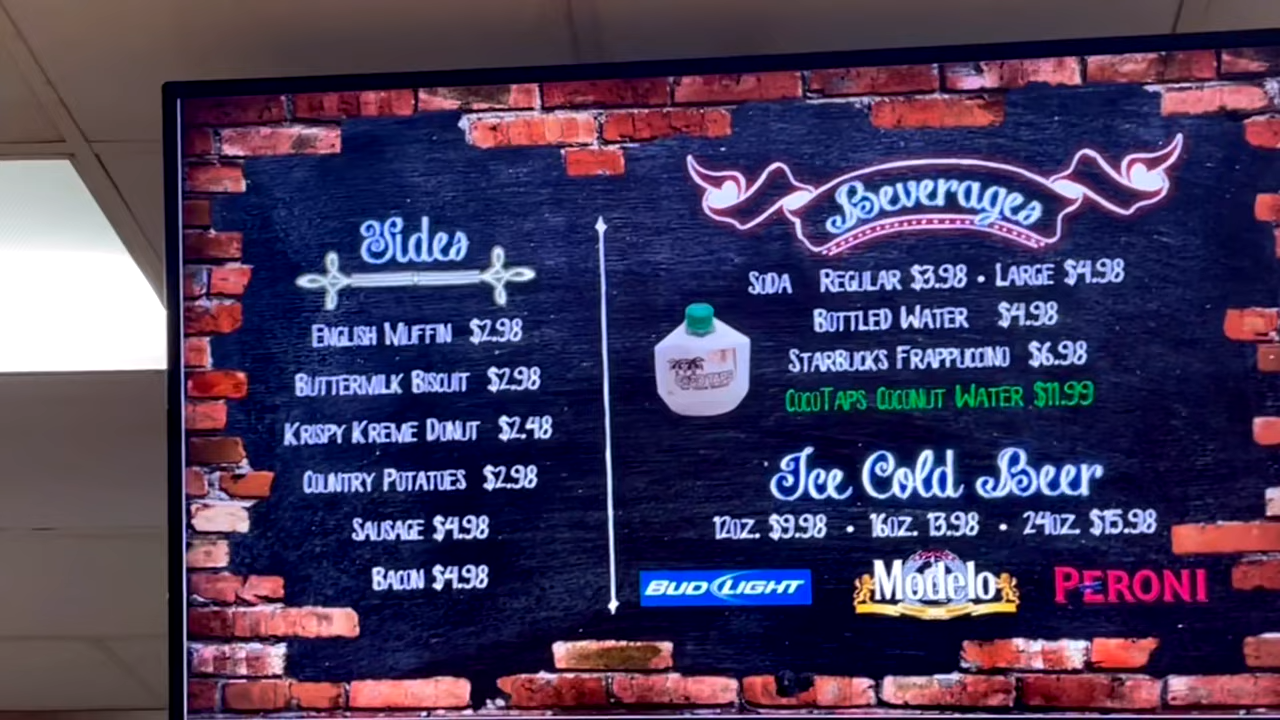 Sides
ENGLISH MUFFIN $2.98
BUTTERMILK BISCUIT $2.98
KRISPY KREME DONUT $2.48
COUNTRY POTATOES $2.98
SAUSAGE $4.98
BACON $4.98
Beverages
SODA REGULAR $3.98 • LARGE $4.98
BOTTLED WATER $4.98
STARBUCKS FRAPPUCCINO $6.98
COCOTAPS COCONUT WATER $11.99
Ice Cold Beer
12OZ. $9.98 • 16OZ. 13.98 • 24OZ. $15.98
BUD LIGHT
Modelo
PERONI